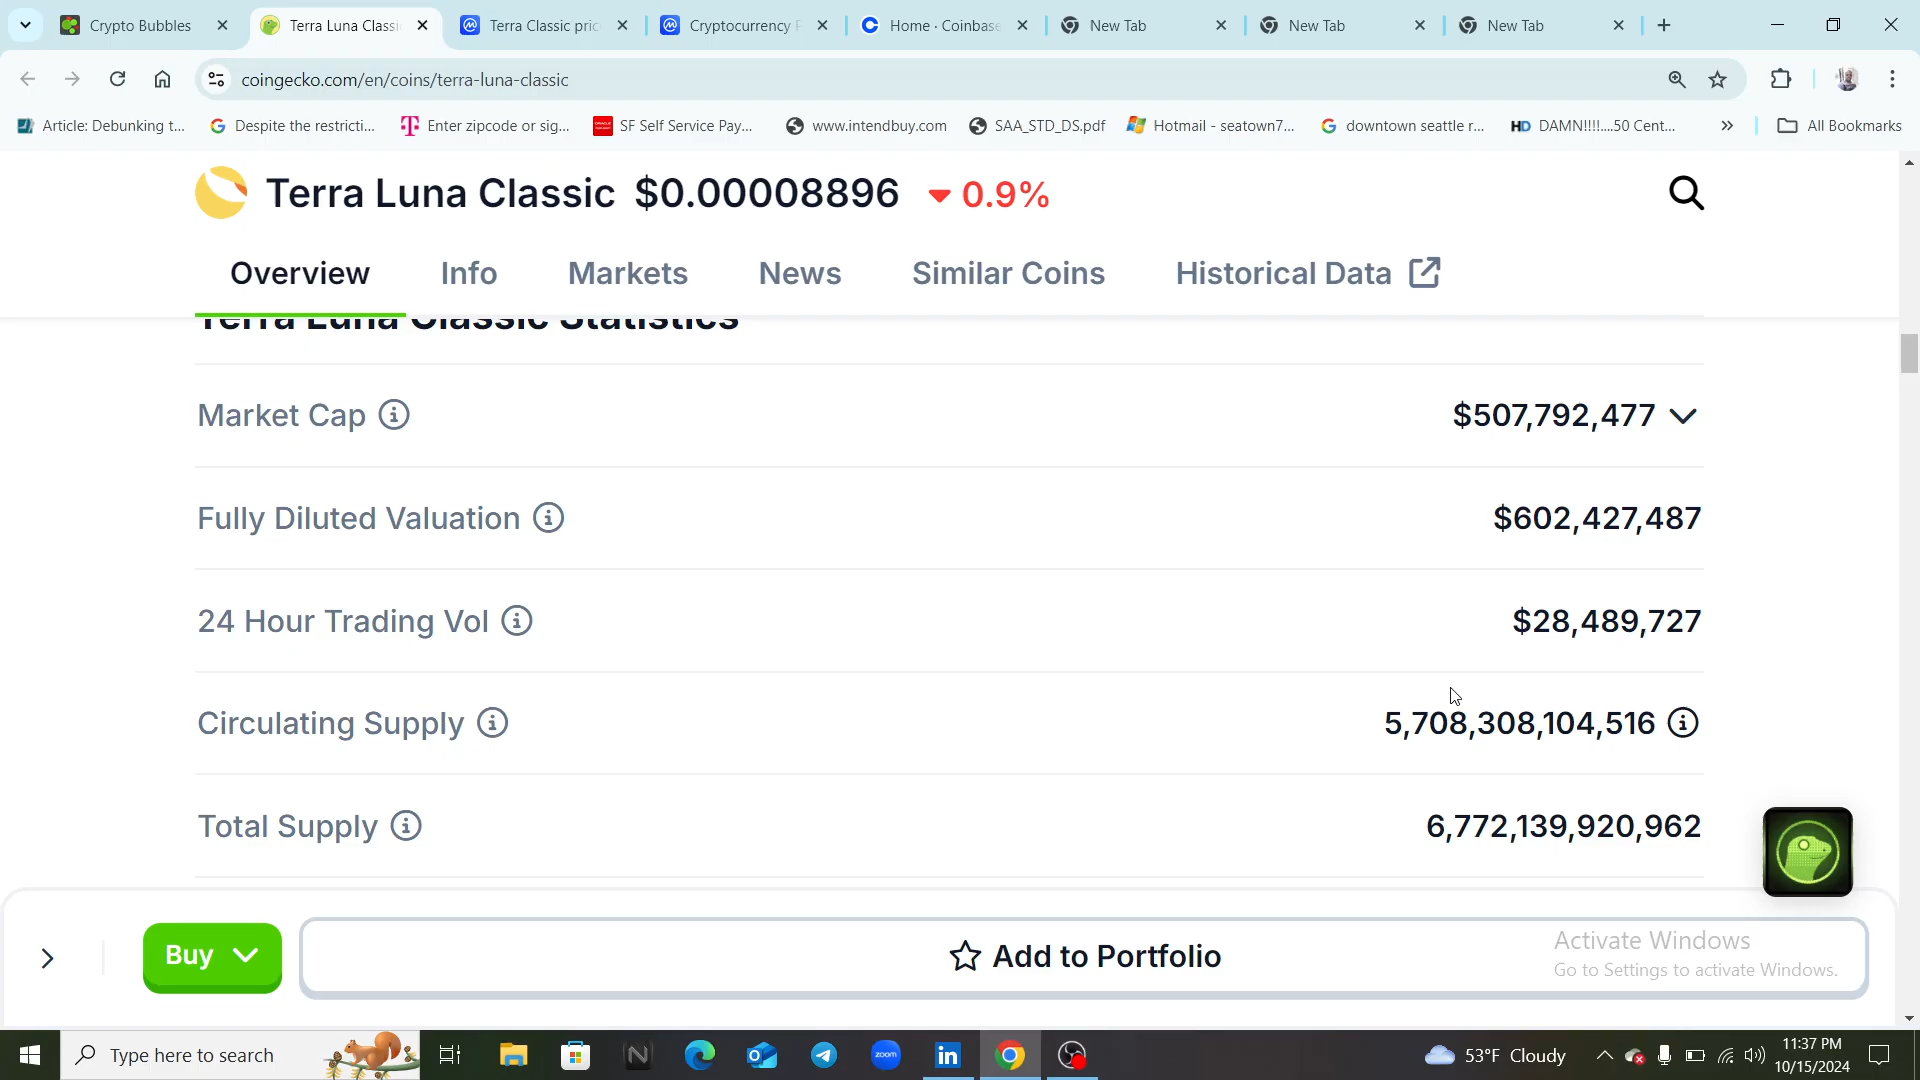 Crypto Bubbles
Terra Luna Classi
Terra Classic pric
Cryptocurrency P
Home · Coinbase
New Tab
New Tab
New Tab
coingecko.com/en/coins/terra-luna-classic
Article: Debunking t...
Despite the restricti...
Enter zipcode or sig...
SF Self Service Pay...
www.intendbuy.com
SAA_STD_DS.pdf
Hotmail - seatown7...
downtown seattle r...
HD DAMN!!!!....50 Cent...
All Bookmarks
Terra Luna Classic $0.00008896 0.9%
Overview Info Markets News Similar Coins Historical Data
Terra Luna Classic Statistics
Market Cap $507,792,477
Fully Diluted Valuation $602,427,487
24 Hour Trading Vol $28,489,727
Circulating Supply 5,708,308,104,516
Total Supply 6,772,139,920,962
Buy
Add to Portfolio
Activate Windows
Go to Settings to activate Windows.
Type here to search
zoom
53°F Cloudy
11:37 PM
10/15/2024